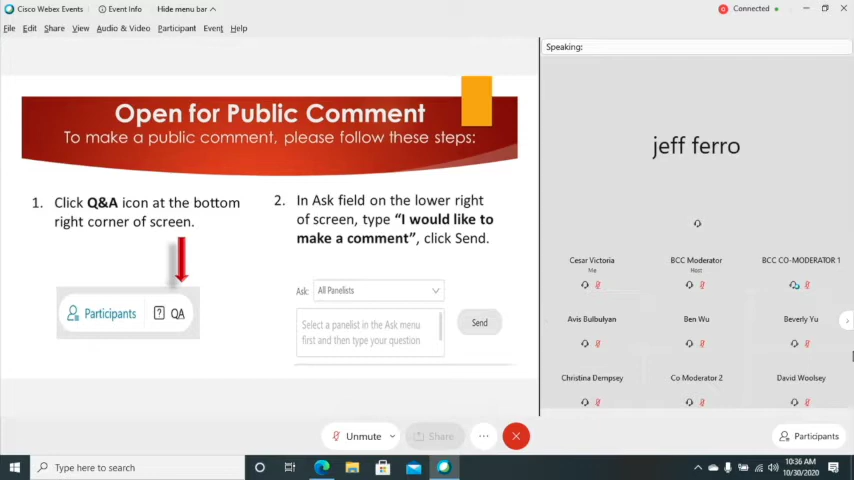 Cisco Webex Events
Event Info
Hide menu bar
Connected
File Edit Share View Audio & Video Participant Event Help
Speaking:
Open for Public Comment
To make a public comment, please follow these steps:
1. Click Q&A icon at the bottom
right corner of screen.
Participants
? QA
2. In Ask field on the lower right
of screen, type “I would like to
make a comment”, click Send.
Ask: All Panelists
Select a panelist in the Ask menu
first and then type your question
Send
jeff ferro
Cesar Victoria
Me
BCC Moderator
Host
BCC CO-MODERATOR 1
Avis Bulbulyan
Ben Wu
Beverly Yu
Christina Dempsey
Co Moderator 2
David Woolsey
Unmute
Share
Participants
Type here to search
10:36 AM
10/30/2020